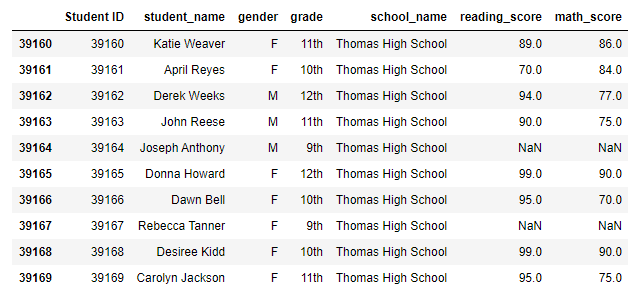 Student ID student_name gender grade school_name reading_score math_score
39160 39160 Katie Weaver F 11th Thomas High School 89.0 86.0
39161 39161 April Reyes F 10th Thomas High School 70.0 84.0
39162 39162 Derek Weeks M 12th Thomas High School 94.0 77.0
39163 39163 John Reese M 11th Thomas High School 90.0 75.0
39164 39164 Joseph Anthony M 9th Thomas High School NaN NaN
39165 39165 Donna Howard F 12th Thomas High School 99.0 90.0
39166 39166 Dawn Bell F 10th Thomas High School 95.0 70.0
39167 39167 Rebecca Tanner F 9th Thomas High School NaN NaN
39168 39168 Desiree Kidd F 10th Thomas High School 99.0 90.0
39169 39169 Carolyn Jackson F 11th Thomas High School 95.0 75.0